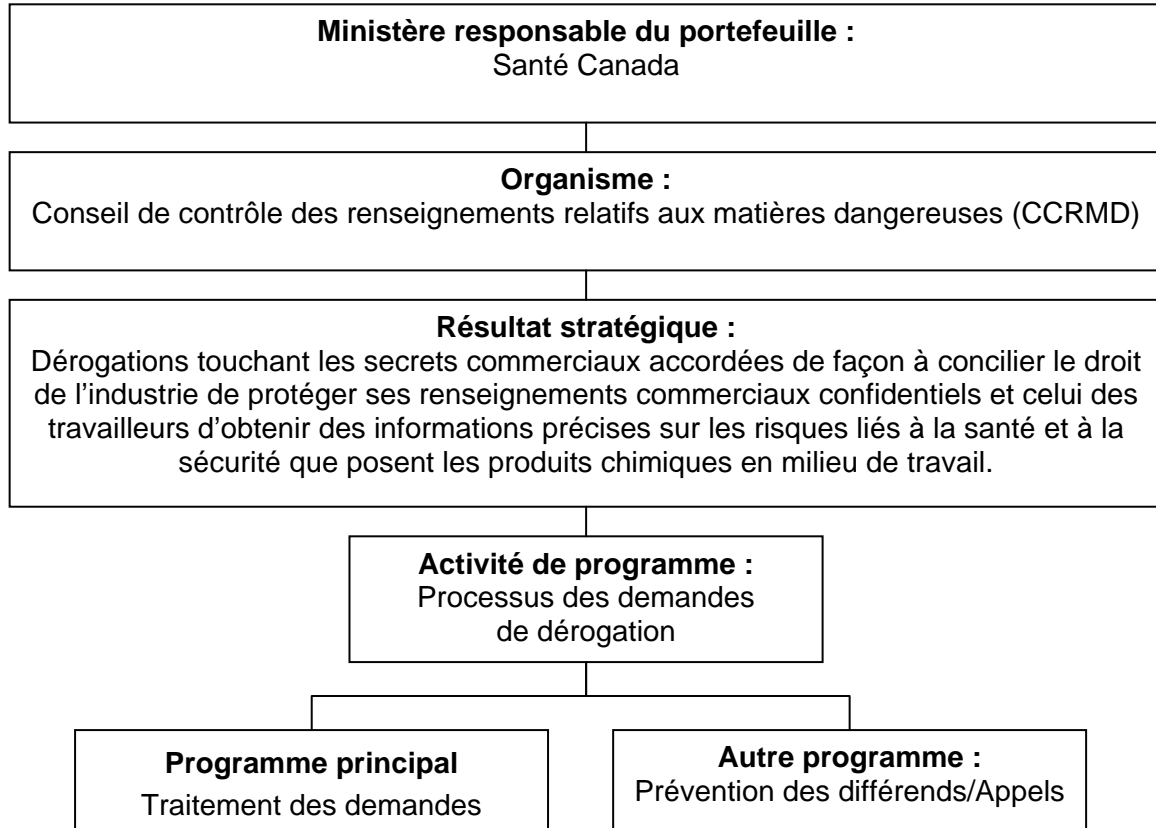 Ministère responsable du portefeuille :
Santé Canada
Organisme :
Conseil de contrôle des renseignements relatifs aux matières dangereuses (CCRMD)
Résultat stratégique :
Dérogations touchant les secrets commerciaux accordées de façon à concilier le droit
de l’industrie de protéger ses renseignements commerciaux confidentiels et celui des
travailleurs d’obtenir des informations précises sur les risques liés à la santé et à la
sécurité que posent les produits chimiques en milieu de travail.
Activité de programme :
Processus des demandes
de dérogation
Programme principal
Traitement des demandes
Autre programme :
Prévention des différends/Appels